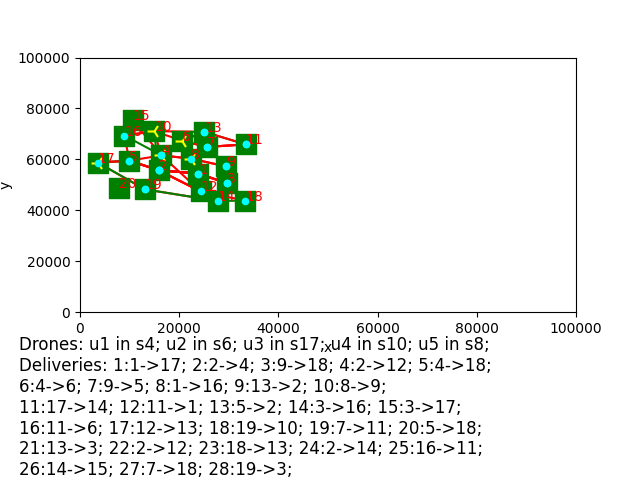 100000
80000
60000
40000
20000
0
y
0 20000 40000 60000 80000 100000
x
Drones: u1 in s4; u2 in s6; u3 in s17; u4 in s10; u5 in s8;
Deliveries: 1:1->17; 2:2->4; 3:9->18; 4:2->12; 5:4->18;
6:4->6; 7:9->5; 8:1->16; 9:13->2; 10:8->9;
11:17->14; 12:11->1; 13:5->2; 14:3->16; 15:3->17;
16:11->6; 17:12->13; 18:19->10; 19:7->11; 20:5->18;
21:13->3; 22:2->12; 23:18->13; 24:2->14; 25:16->11;
26:14->15; 27:7->18; 28:19->3;